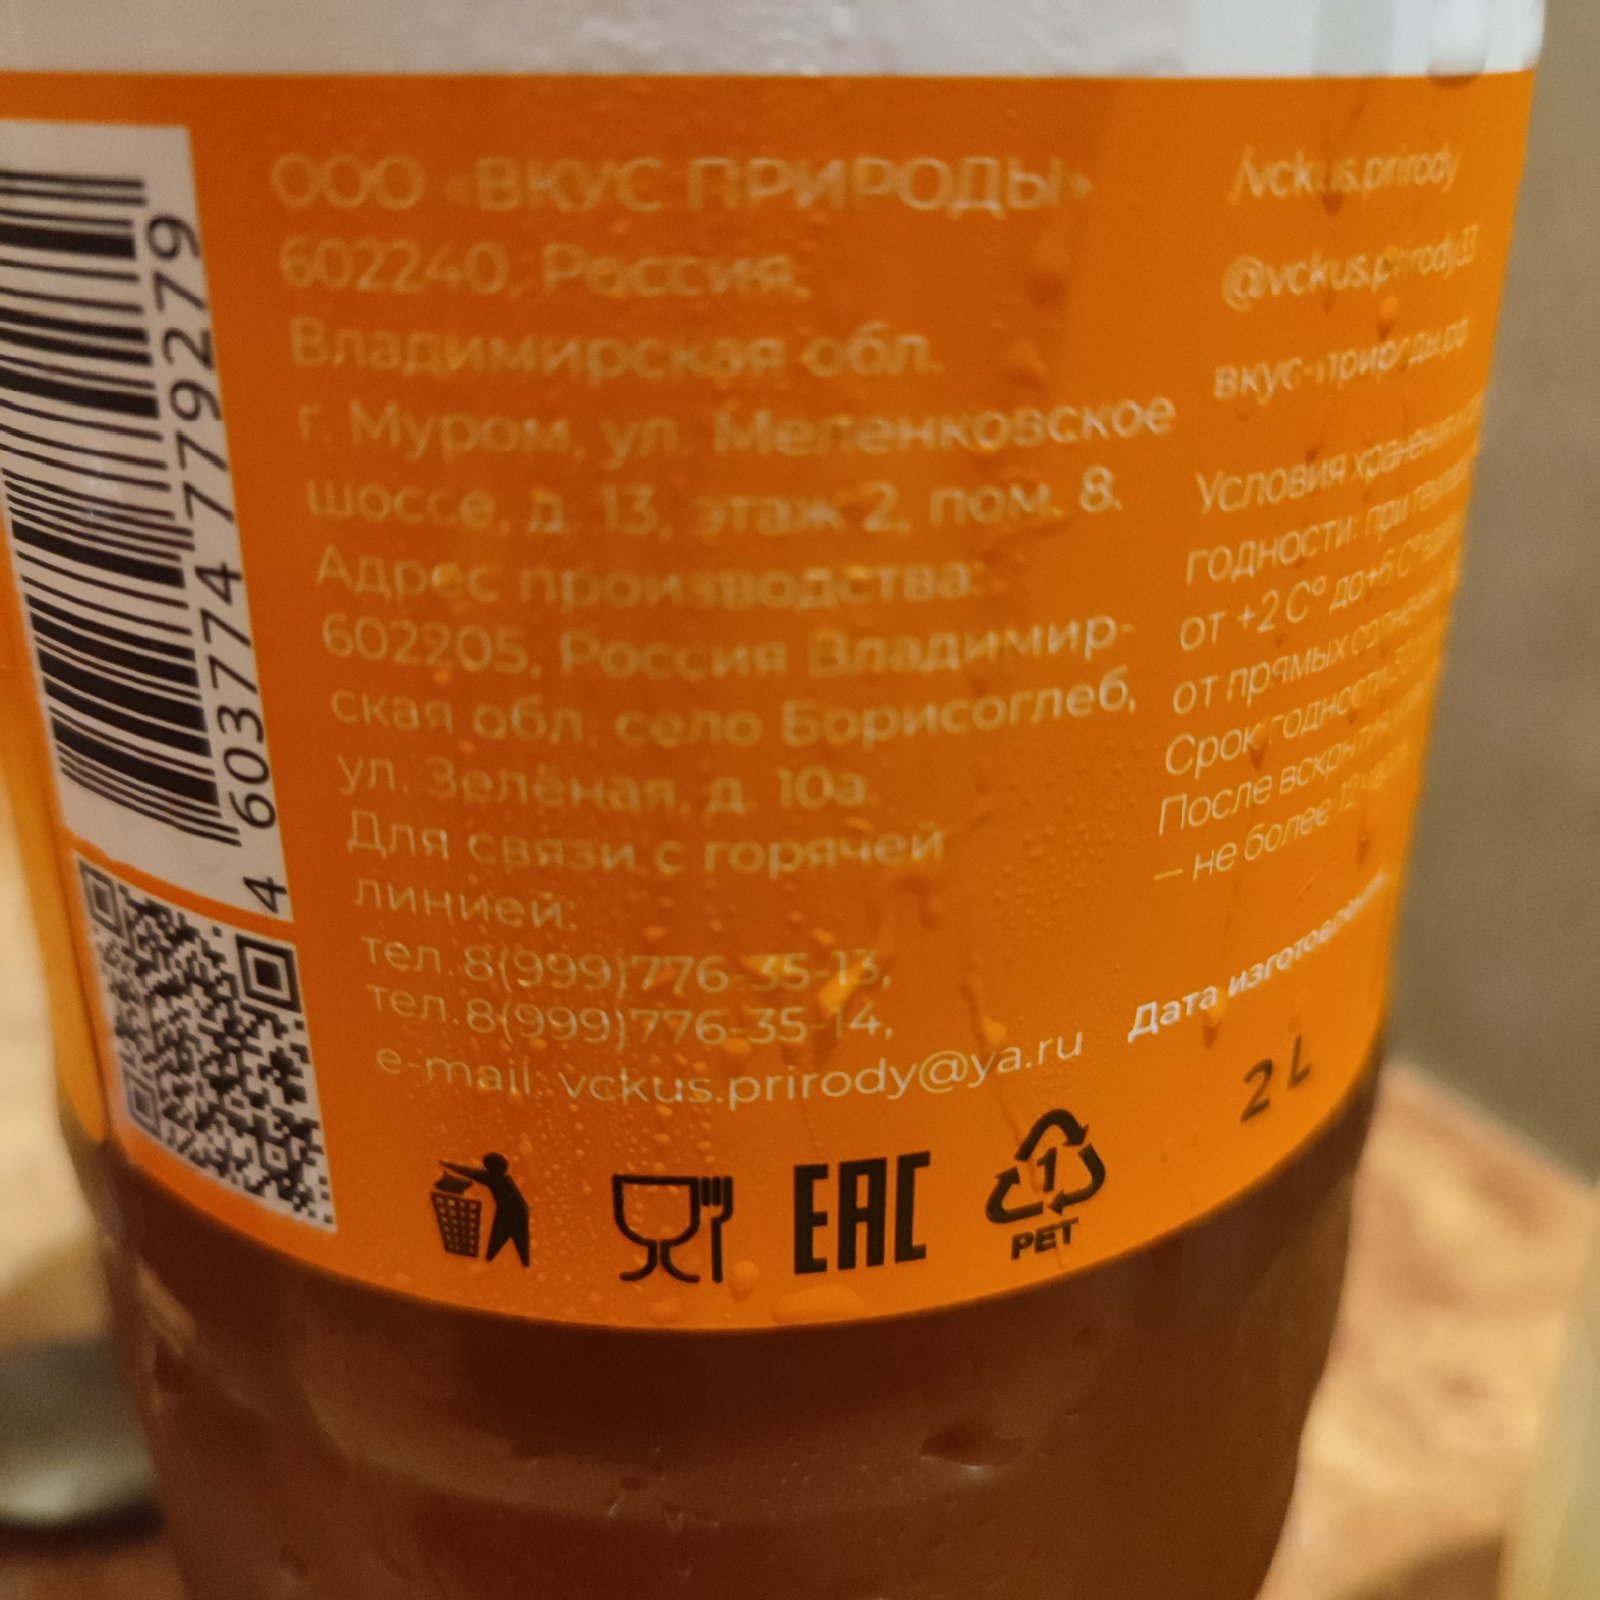 4 603774 779279
ООО «ВКУС ПРИРОДЫ»
602240, Россия,
Владимирская обл.
г. Муром, ул. Меленковское
шоссе, д. 13, этаж 2, пом. 8.
Адрес производства:
602205, Россия Владимир-
ская обл. село Борисоглеб,
ул. Зелёная, д. 10а.
Для связи с горячей
линией:
тел.8(999)776-35-13,
тел.8(999)776-35-14,
e-mail: vckus.prirody@ya.ru
/vckus.prirody
@vckus.prirody33
вкус-природы.рф
Условия хранения
годности: при
от +2 С° до +6 С°
от прямых
Срок годности
После вскрытия
— не более 12
Дата изготовления
2 L
EAC
1
PET